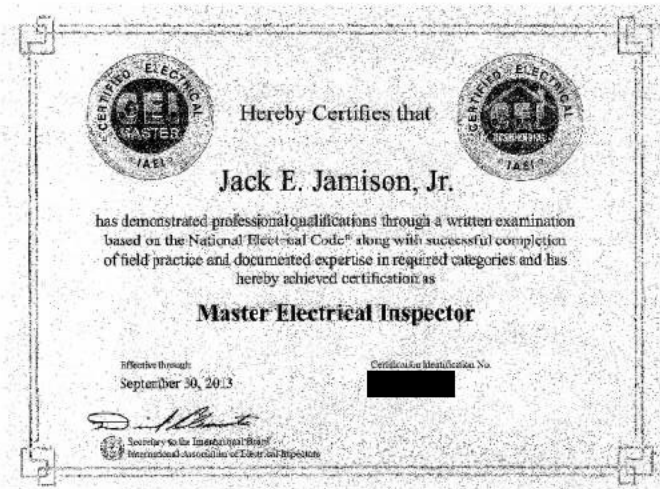 CERTIFIED ELECTRICAL
CEI
MASTER
IAEI
CERTIFIED ELECTRICAL
CEI
RESIDENTIAL
IAEI
Hereby Certifies that
Jack E. Jamison, Jr.
has demonstrated professional qualifications through a written examination
based on the National Electrical Code® along with successful completion
of field practice and documented expertise in required categories and has
hereby achieved certification as
Master Electrical Inspector
Effective through:
Certification Identification No.
September 30, 2013
Secretary to the International Board
International Association of Electrical Inspectors